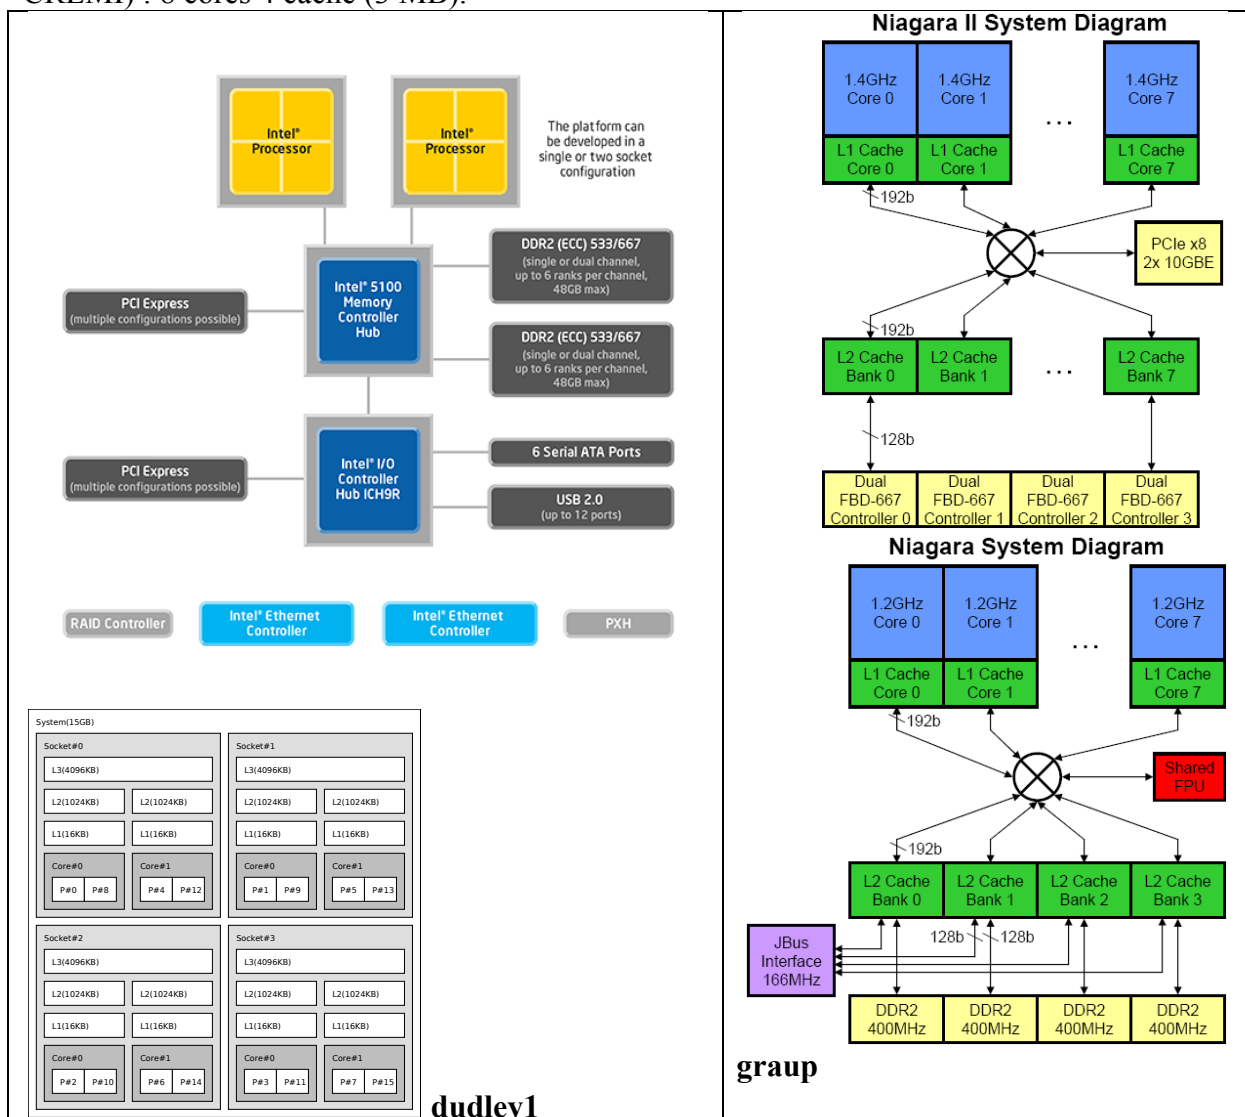 CREMI) : 8 cores 4 cache (3 MB).
Intel®
Processor
Intel®
Processor
The platform can
be developed in a
single or two socket
configuration
Intel® 5100
Memory
Controller
Hub
DDR2 (ECC) 533/667
(single or dual channel,
up to 6 ranks per channel,
48GB max)
PCI Express
(multiple configurations possible)
DDR2 (ECC) 533/667
(single or dual channel,
up to 6 ranks per channel,
48GB max)
Intel® I/O
Controller
Hub ICH9R
6 Serial ATA Ports
PCI Express
(multiple configurations possible)
USB 2.0
(up to 12 ports)
RAID Controller
Intel® Ethernet
Controller
Intel® Ethernet
Controller
PXH
System(15GB)
Socket#0
L3(4096KB)
L2(1024KB) L2(1024KB)
L1(16KB) L1(16KB)
Core#0 Core#1
P#0 P#8 P#4 P#12
Socket#1
L3(4096KB)
L2(1024KB) L2(1024KB)
L1(16KB) L1(16KB)
Core#0 Core#1
P#1 P#9 P#5 P#13
Socket#2
L3(4096KB)
L2(1024KB) L2(1024KB)
L1(16KB) L1(16KB)
Core#0 Core#1
P#2 P#10 P#6 P#14
Socket#3
L3(4096KB)
L2(1024KB) L2(1024KB)
L1(16KB) L1(16KB)
Core#0 Core#1
P#3 P#11 P#7 P#15
dudley1
Niagara II System Diagram
1.4GHz
Core 0
1.4GHz
Core 1
...
1.4GHz
Core 7
L1 Cache
Core 0
L1 Cache
Core 1
L1 Cache
Core 7
192b
PCIe x8
2x 10GBE
192b
L2 Cache
Bank 0
L2 Cache
Bank 1
...
L2 Cache
Bank 7
128b
Dual
FBD-667
Controller 0
Dual
FBD-667
Controller 1
Dual
FBD-667
Controller 2
Dual
FBD-667
Controller 3
Niagara System Diagram
1.2GHz
Core 0
1.2GHz
Core 1
...
1.2GHz
Core 7
L1 Cache
Core 0
L1 Cache
Core 1
L1 Cache
Core 7
192b
Shared
FPU
192b
L2 Cache
Bank 0
L2 Cache
Bank 1
L2 Cache
Bank 2
L2 Cache
Bank 3
128b 128b
JBus
Interface
166MHz
DDR2
400MHz
DDR2
400MHz
DDR2
400MHz
DDR2
400MHz
graup